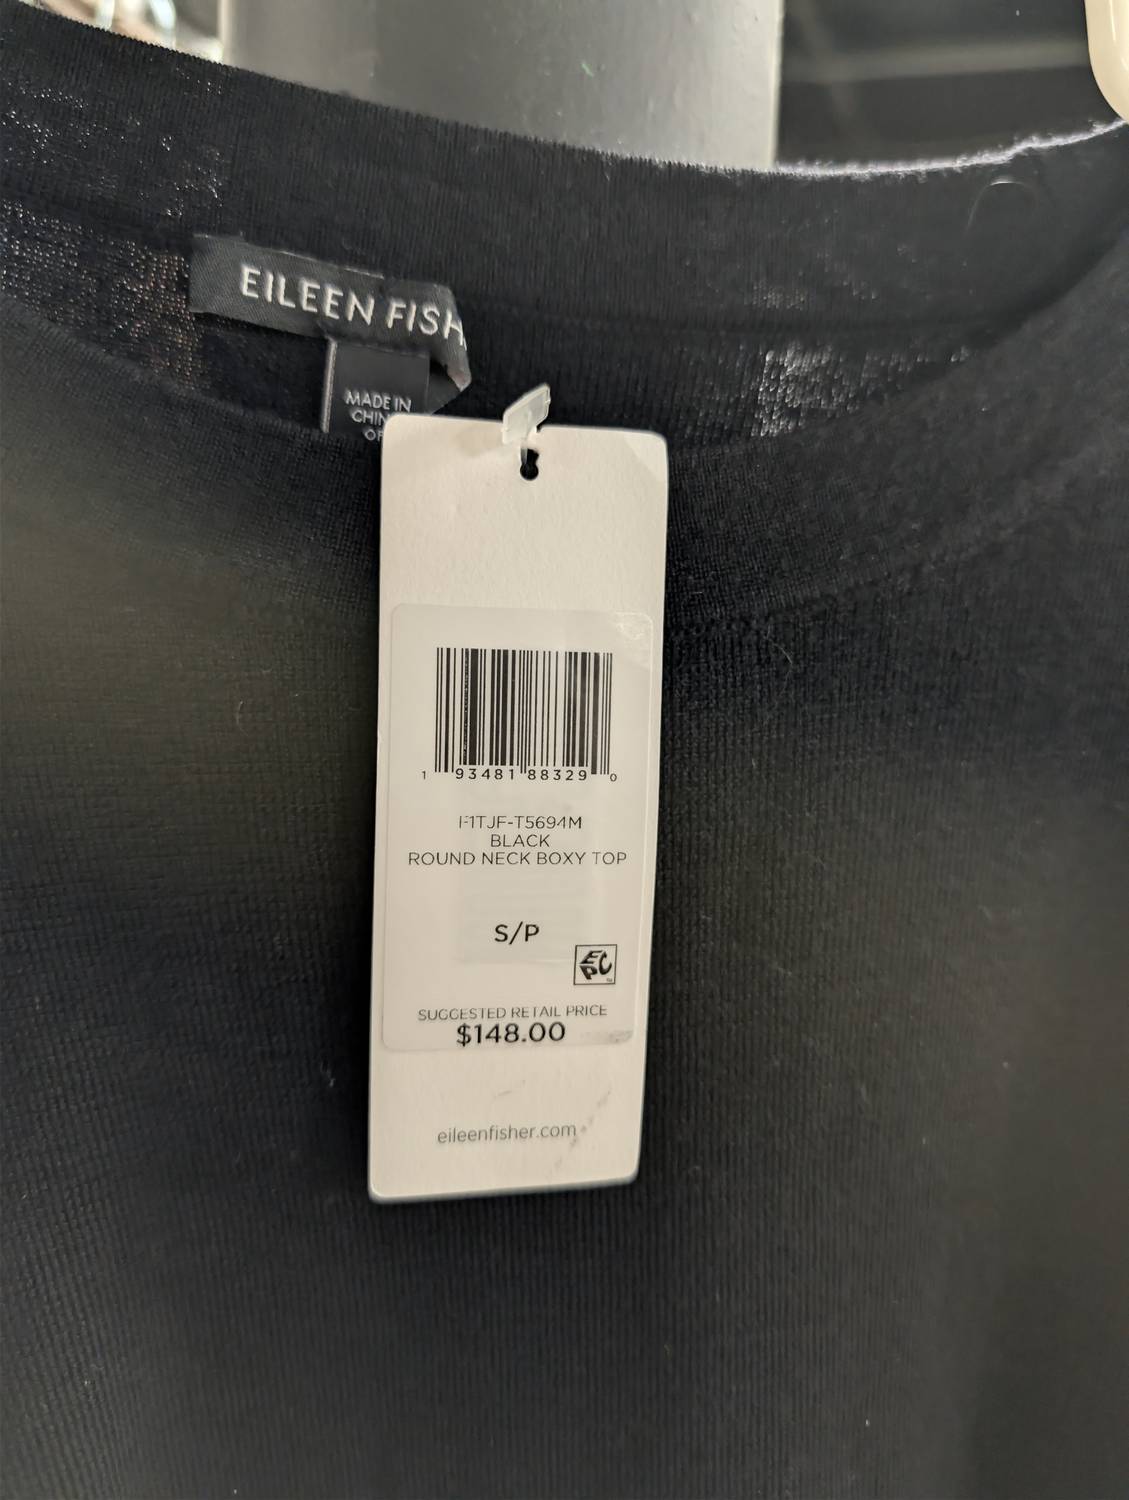 EILEEN FISH
MADE IN
CHIN
OF
1 93481 88329 0
F1TJF-T5694M
BLACK
ROUND NECK BOXY TOP
S/P
SUGGESTED RETAIL PRICE
$148.00
eileenfisher.com